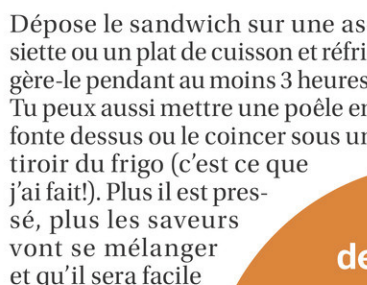 Dépose le sandwich sur une as
siette ou un plat de cuisson et réfri
gère-le pendant au moins 3 heures
Tu peux aussi mettre une poêle en
fonte dessus ou le coincer sous un
tiroir du frigo (c'est ce que
j'ai fait!). Plus il est pres-
sé, plus les saveurs
vont se mélanger
et qu'il sera facile
de